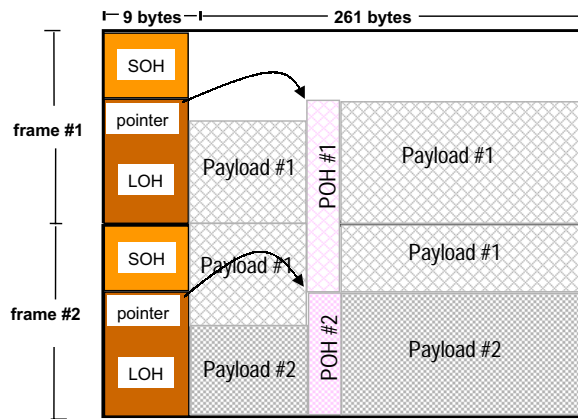 9 bytes
261 bytes
SOH
frame #1
pointer
LOH
Payload #1
POH #1
Payload #1
SOH
Payload #1
Payload #1
frame #2
pointer
LOH
Payload #2
POH #2
Payload #2